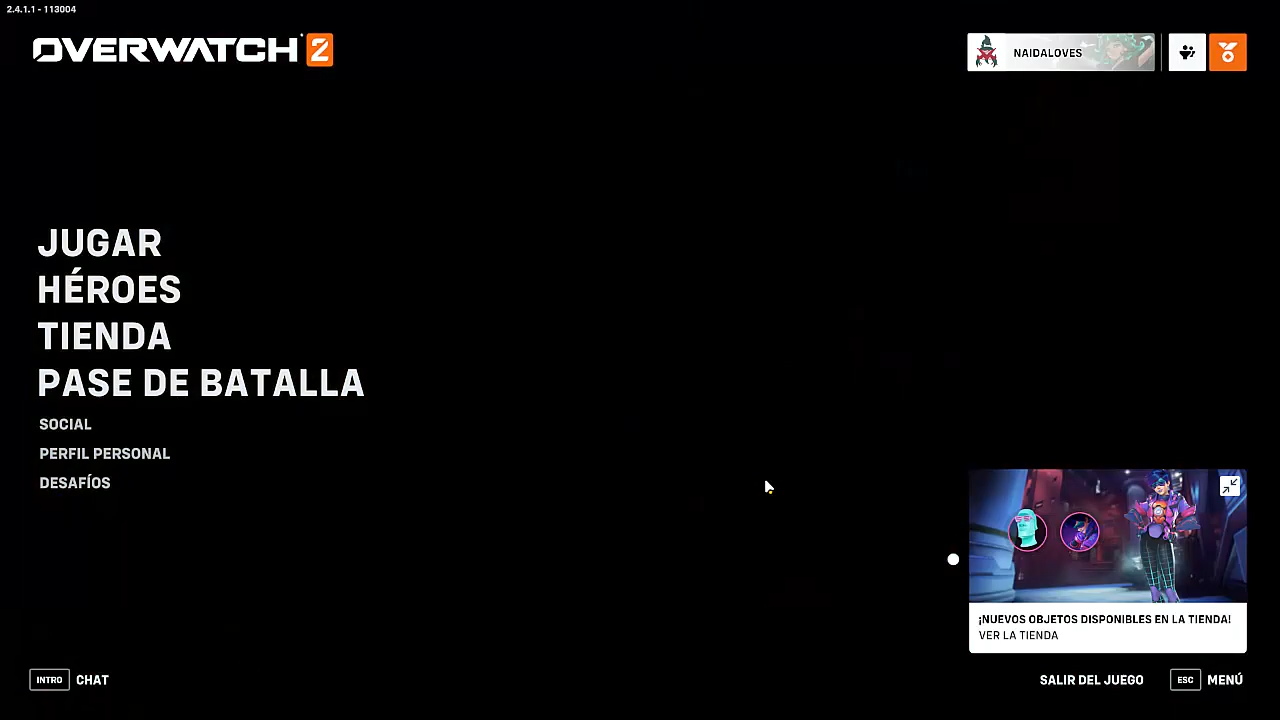 2.4.1.1 - 113004
OVERWATCH 2
NAIDALOVES
JUGAR
HÉROES
TIENDA
PASE DE BATALLA
SOCIAL
PERFIL PERSONAL
DESAFÍOS
¡NUEVOS OBJETOS DISPONIBLES EN LA TIENDA!
VER LA TIENDA
INTRO CHAT
SALIR DEL JUEGO
ESC MENÚ